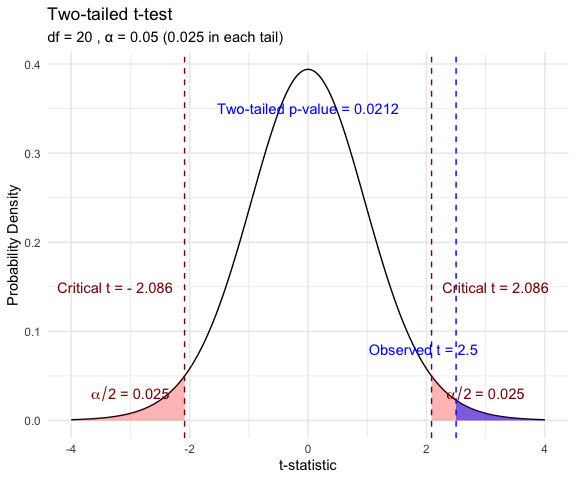 Two-tailed t-test
df = 20 , α = 0.05 (0.025 in each tail)
0.4
Two-tailed p-value = 0.0212
0.3
Probability Density
0.2
Critical t = - 2.086
Critical t = 2.086
0.1
Observed t = 2.5
α/2 = 0.025
α/2 = 0.025
0.0
-4
-2
0
2
4
t-statistic